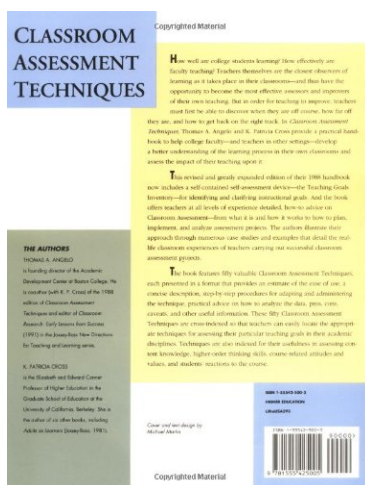 Copyrighted Material
CLASSROOM
ASSESSMENT
TECHNIQUES
How well are college students learning? How effectively are
faculty teaching? Teachers themselves are the closest observers of
learning as it takes place in their classrooms—and thus have the
opportunity to become the most effective assessors and improvers
of their own teaching. But in order for teaching to improve, teachers
must first be able to discover when they are off course, how far off
they are, and how to get back on the right track. In Classroom Assessment
Techniques, Thomas A. Angelo and K. Patricia Cross provide a practical hand-
book to help college faculty—and teachers in other settings—develop
a better understanding of the learning process in their own classrooms and
assess the impact of their teaching upon it.
This revised and greatly expanded edition of their 1988 handbook
now includes a self-contained self-assessment device—the Teaching Goals
Inventory—for identifying and clarifying instructional goals. And the book
offers teachers at all levels of experience detailed, how-to advice on
Classroom Assessment—from what it is and how it works to how to plan,
implement, and analyze assessment projects. The authors illustrate their
approach through numerous case studies and examples that detail the real-
life classroom experiences of teachers carrying out successful classroom
assessment projects.
The book features fifty valuable Classroom Assessment Techniques,
each presented in a format that provides an estimate of the ease of use, a
concise description, step-by-step procedures for adapting and administering
the technique, practical advice on how to analyze the data, pros, cons,
caveats, and other useful information. These fifty Classroom Assessment
Techniques are cross-indexed so that teachers can easily locate the appropri-
ate techniques for assessing their particular teaching goals in their academic
disciplines. Techniques are also indexed for their usefulness in assessing con-
tent knowledge, higher-order thinking skills, course-related attitudes and
values, and students' reactions to the course.
THE AUTHORS
THOMAS A. ANGELO
is founding director of the Academic
Development Center at Boston College. He
is coauthor (with K. P. Cross) of the 1988
edition of Classroom Assessment
Techniques and editor of Classroom
Research: Early Lessons from Success
(1991) in the Jossey-Bass New Directions
for Teaching and Learning series.
K. PATRICIA CROSS
is the Elizabeth and Edward Conner
Professor of Higher Education in the
Graduate School of Education at the
University of California, Berkeley. She is
the author of six other books, including
Adults as Learners (Jossey-Bass, 1981).
Cover and text design by
Michael Martin
ISBN 1-55542-500-3
HIGHER EDUCATION
ISBN 1-55542-500-3
90000
9 781555 425005
Copyrighted Material